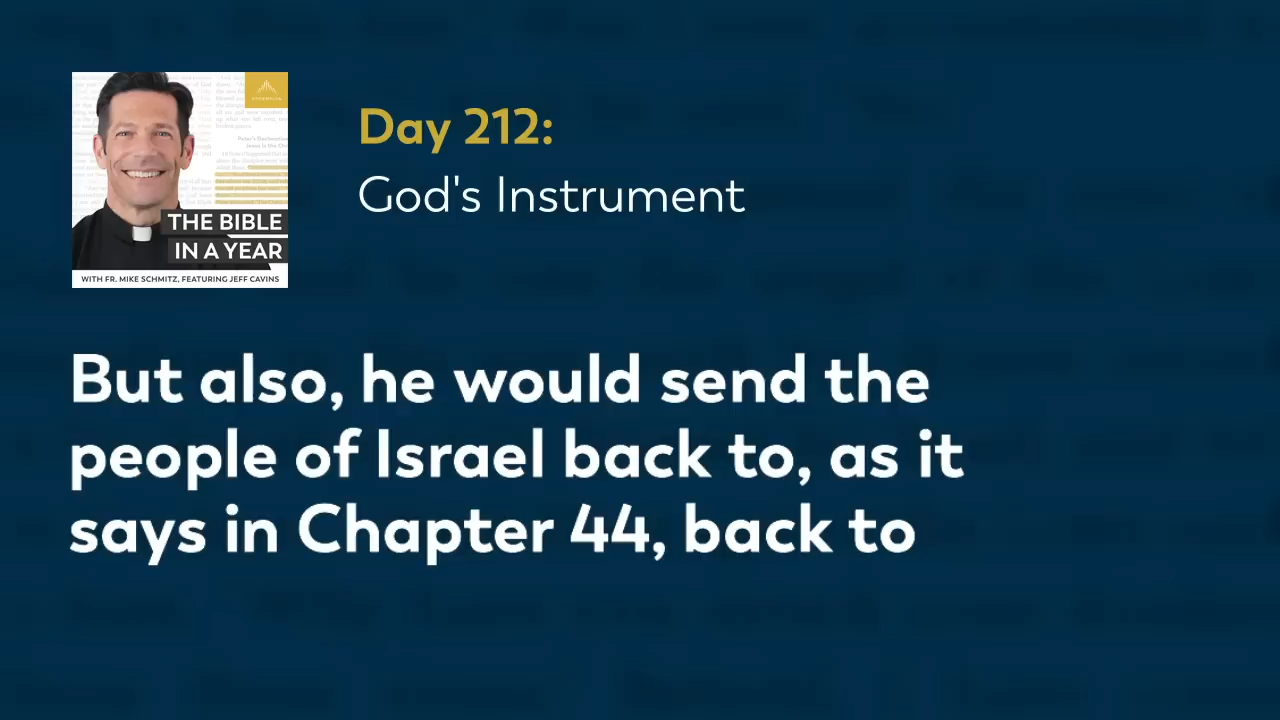 Day 212:
God's Instrument
THE BIBLE
IN A YEAR
WITH FR. MIKE SCHMITZ, FEATURING JEFF CAVINS
But also, he would send the
people of Israel back to, as it
says in Chapter 44, back to